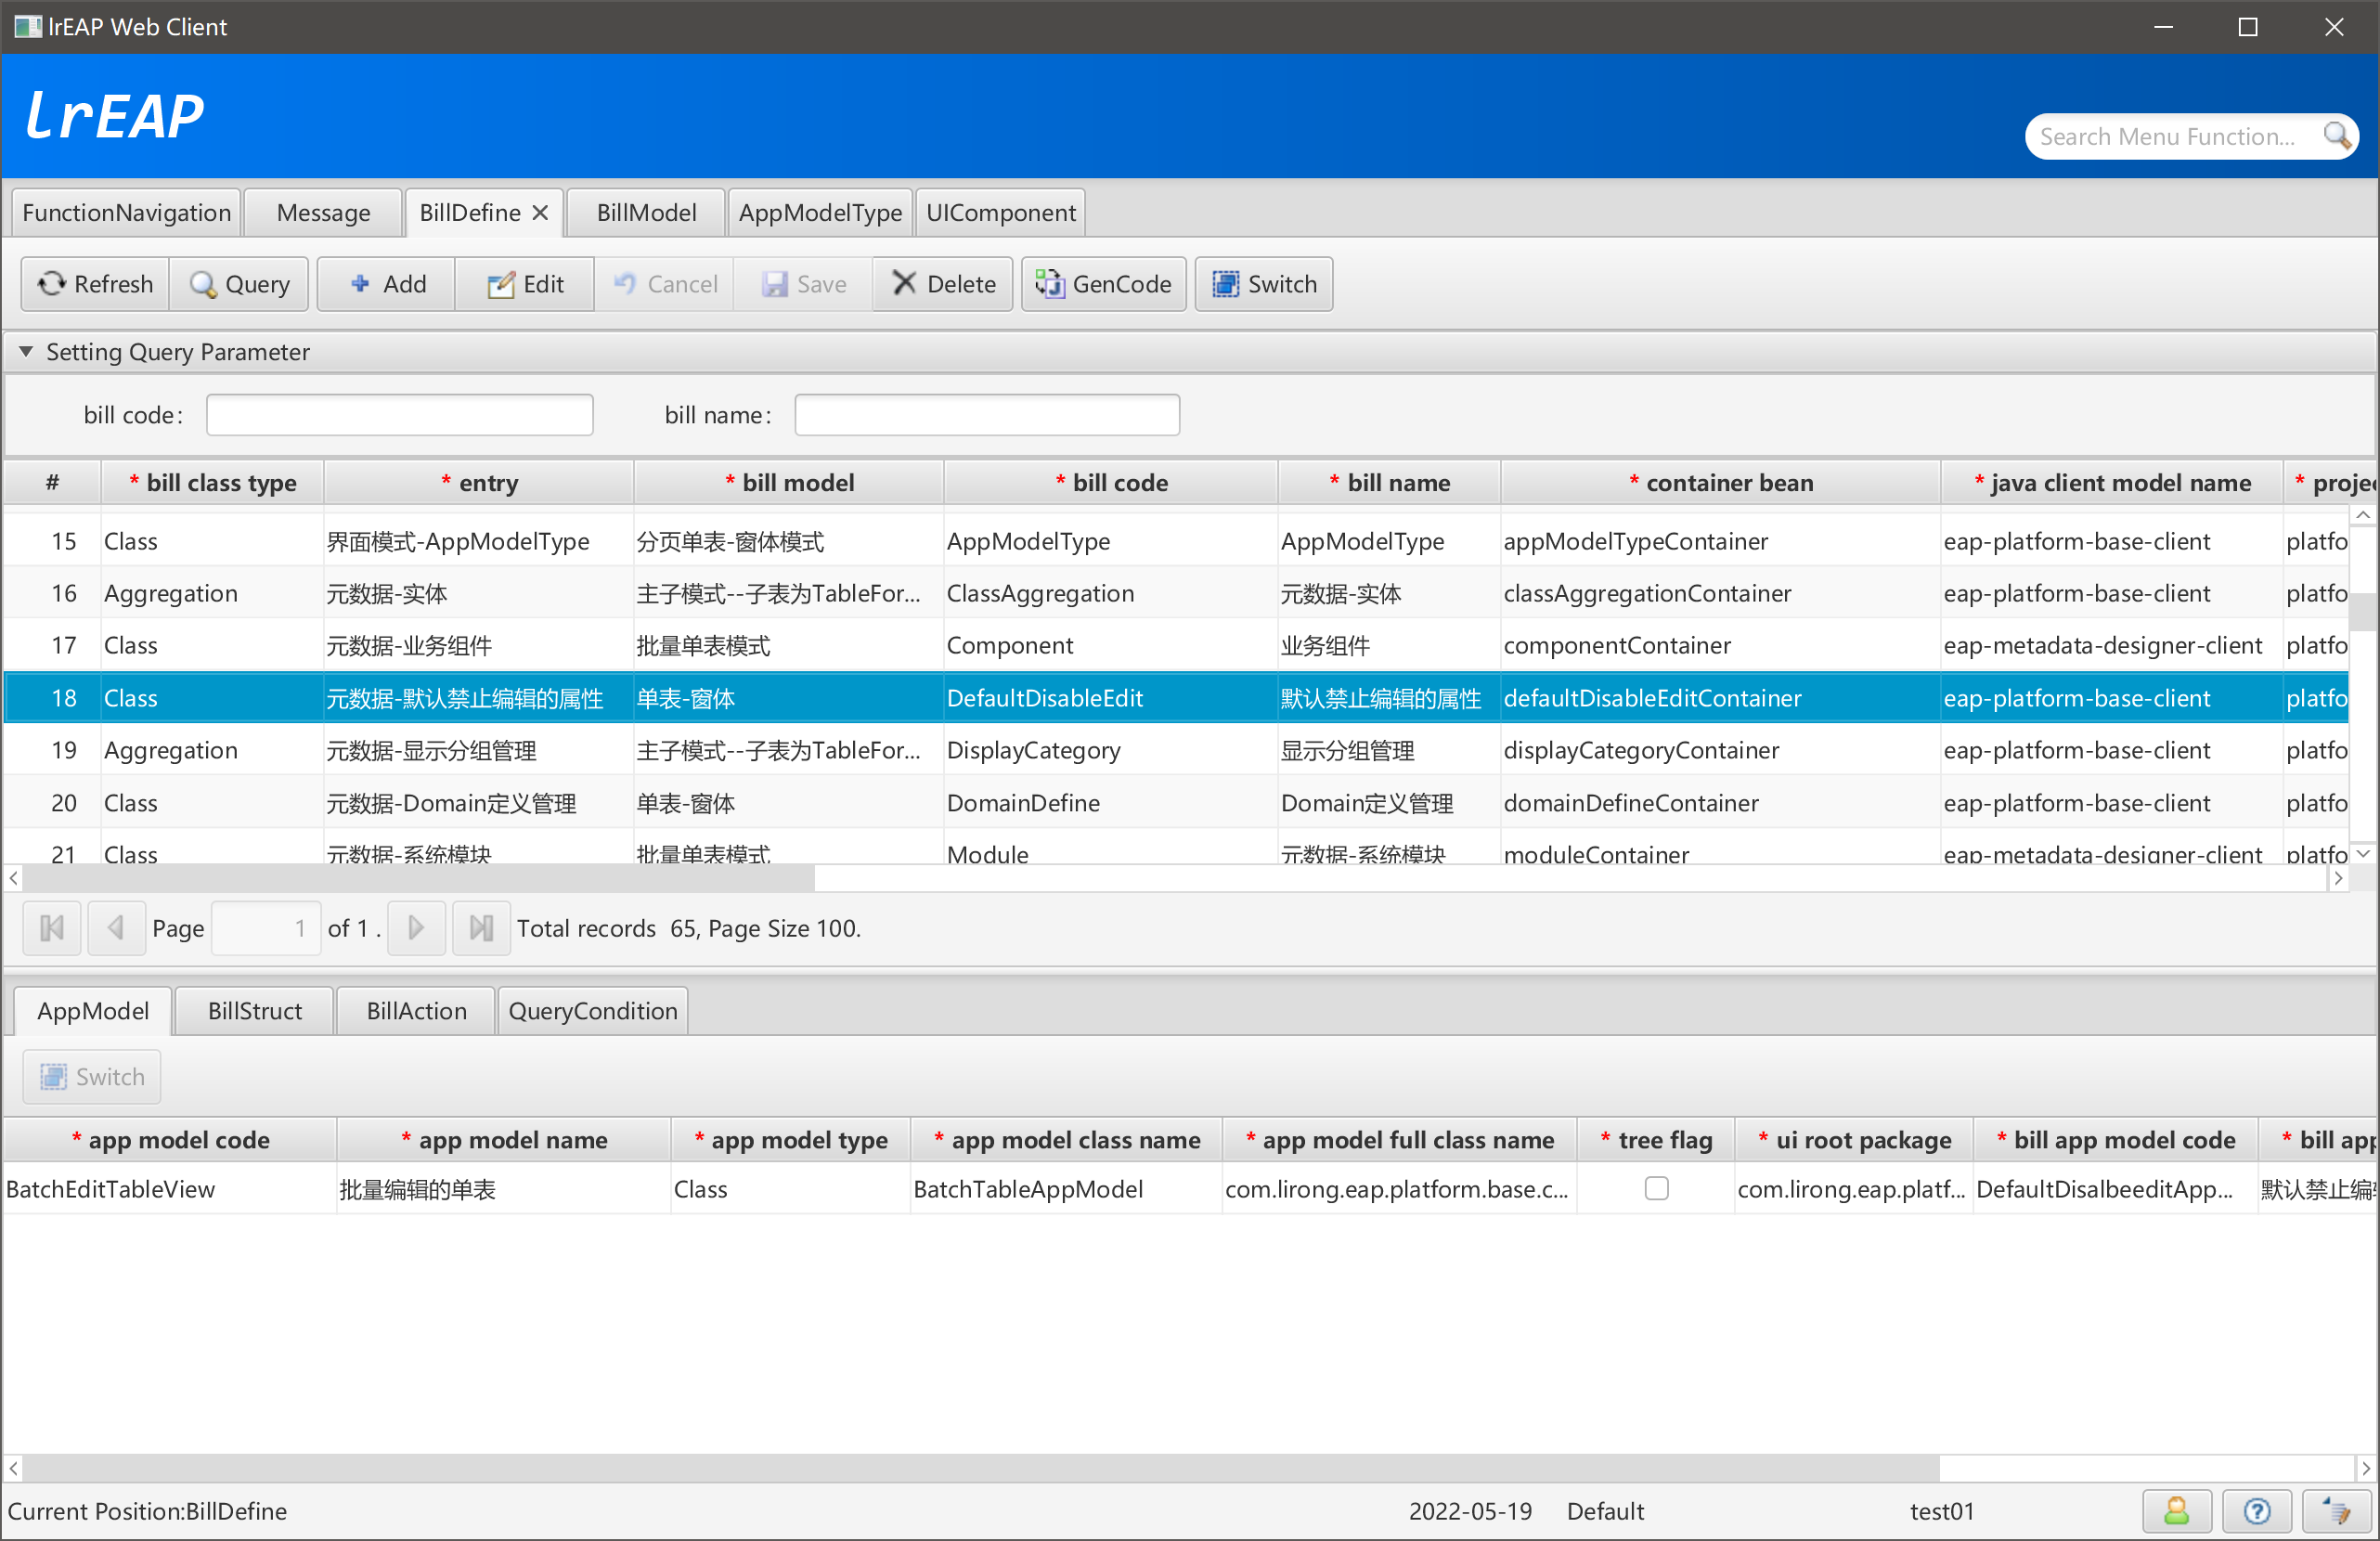 lrEAP Web Client
lrEAP
Search Menu Function...
FunctionNavigation Message BillDefine BillModel AppModelType UIComponent
Refresh Query Add Edit Cancel Save Delete GenCode Switch
Setting Query Parameter
bill code: bill name:
# * bill class type * entry * bill model * bill code * bill name * container bean * java client model name * projec
15 Class 界面模式-AppModelType 分页单表-窗体模式 AppModelType AppModelType appModelTypeContainer eap-platform-base-client platfo
16 Aggregation 元数据-实体 主子模式--子表为TableFor... ClassAggregation 元数据-实体 classAggregationContainer eap-platform-base-client platfo
17 Class 元数据-业务组件 批量单表模式 Component 业务组件 componentContainer eap-metadata-designer-client platfo
18 Class 元数据-默认禁止编辑的属性 单表-窗体 DefaultDisableEdit 默认禁止编辑的属性 defaultDisableEditContainer eap-platform-base-client platfo
19 Aggregation 元数据-显示分组管理 主子模式--子表为TableFor... DisplayCategory 显示分组管理 displayCategoryContainer eap-platform-base-client platfo
20 Class 元数据-Domain定义管理 单表-窗体 DomainDefine Domain定义管理 domainDefineContainer eap-platform-base-client platfo
21 Class 元数据-系统模块 批量单表模式 Module 元数据-系统模块 moduleContainer eap-metadata-designer-client platfo
Page 1 of 1 . Total records 65, Page Size 100.
AppModel BillStruct BillAction QueryCondition
Switch
* app model code * app model name * app model type * app model class name * app model full class name * tree flag * ui root package * bill app model code * bill app
BatchEditTableView 批量编辑的单表 Class BatchTableAppModel com.lirong.eap.platform.base.c... com.lirong.eap.platf... DefaultDisalbeeditApp... 默认禁止编
Current Position:BillDefine 2022-05-19 Default test01